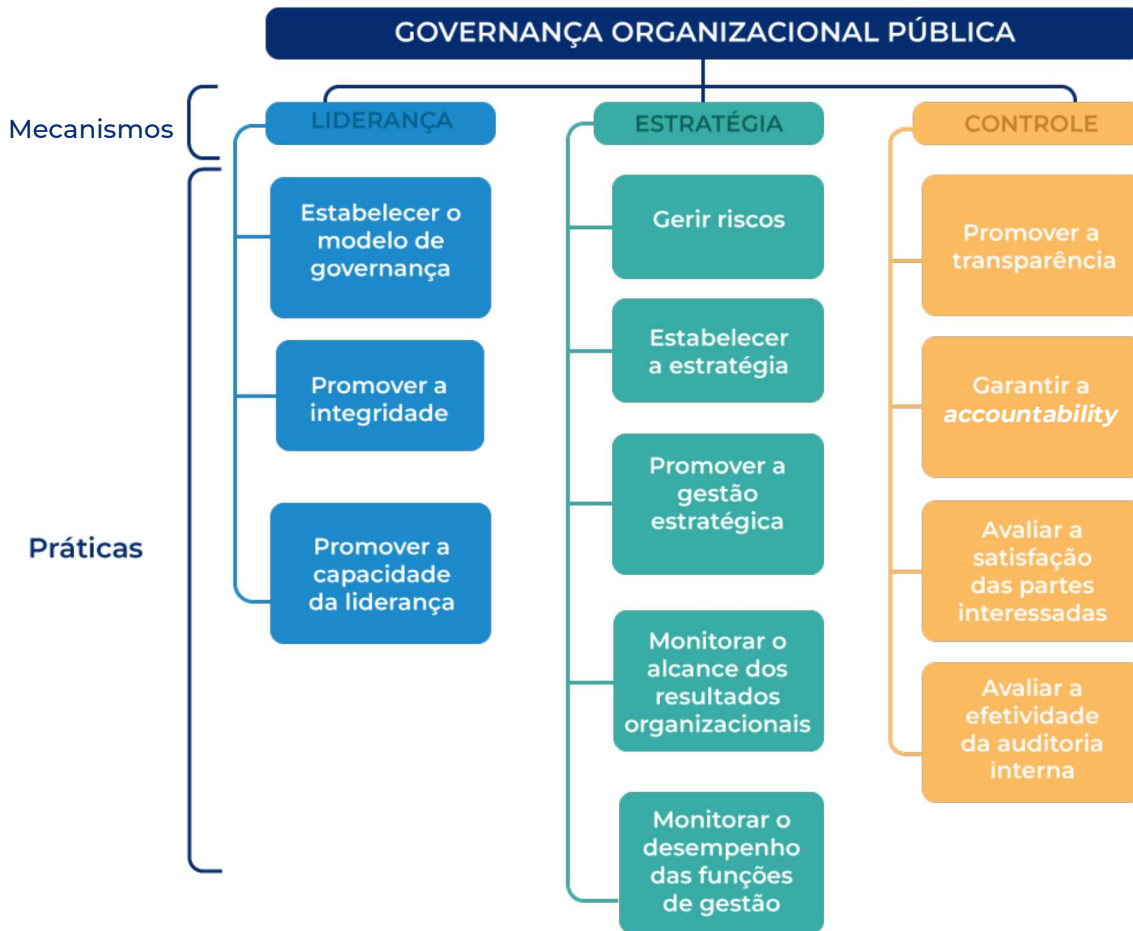 GOVERNANÇA ORGANIZACIONAL PÚBLICA
Mecanismos
LIDERANÇA
ESTRATÉGIA
CONTROLE
Práticas
Estabelecer o
modelo de
governança
Promover a
integridade
Promover a
capacidade
da liderança
Gerir riscos
Estabelecer
a estratégia
Promover a
gestão
estratégica
Monitorar o
alcance dos
resultados
organizacionais
Monitorar o
desempenho
das funções
de gestão
Promover a
transparência
Garantir a
accountability
Avaliar a
satisfação
das partes
interessadas
Avaliar a
efetividade
da auditoria
interna